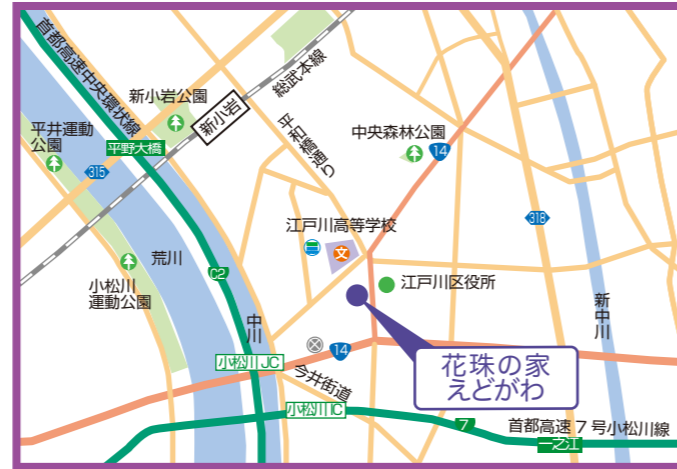 首都高速中央環状線
新小岩公園
総武本線
新小岩
平井運動
公園
平野大橋
315
平和橋通り
中央森林公園
14
318
江戸川高等学校
文
荒川
C2
小松川
運動公園
江戸川区役所
新中川
中川
14
小松川JC
今井街道
花珠の家
えどがわ
小松川IC
7
首都高速7号小松川線
一之江